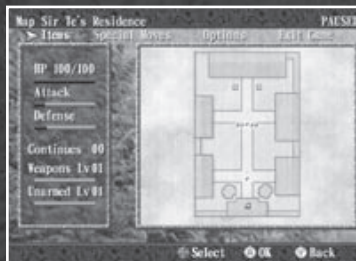 Map Sir Te's Residence PAUSED
Items Special Moves Options Exit Game
HP 100/100
Attack
Defense
Continues 00
Weapons Lv 01
Unarmed Lv 01
Select OK Back